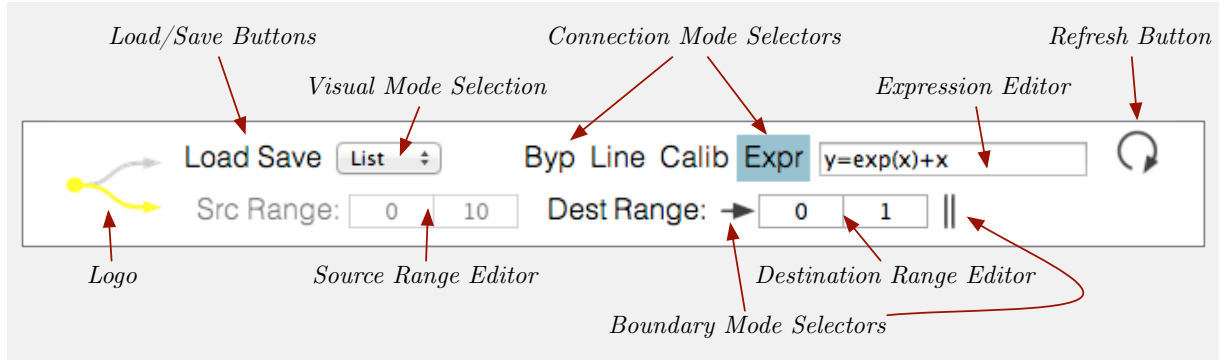 Load/Save Buttons Connection Mode Selectors Refresh Button
Visual Mode Selection Expression Editor
Load Save List Byp Line Calib Expr y=exp(x)+x
Src Range: 0 10 Dest Range: 0 1
Logo Source Range Editor Destination Range Editor
Boundary Mode Selectors